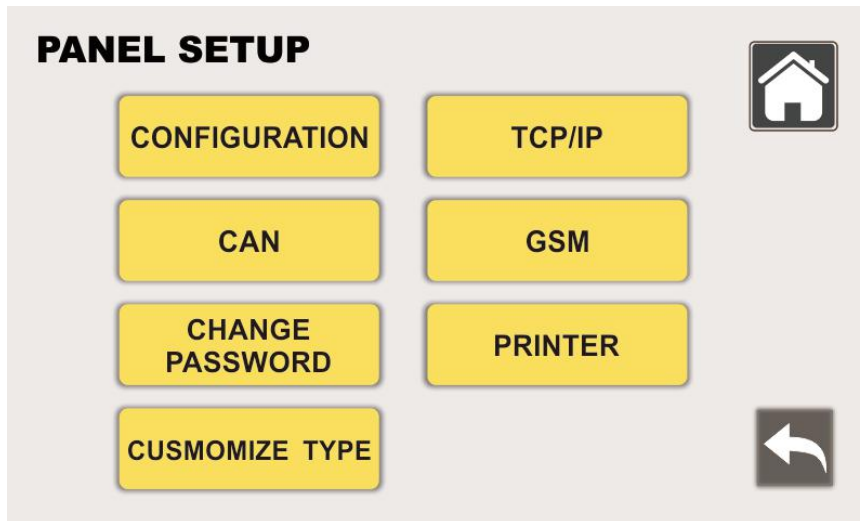 PANEL SETUP
CONFIGURATION
TCP/IP
CAN
GSM
CHANGE
PASSWORD
PRINTER
CUSMOMIZE TYPE